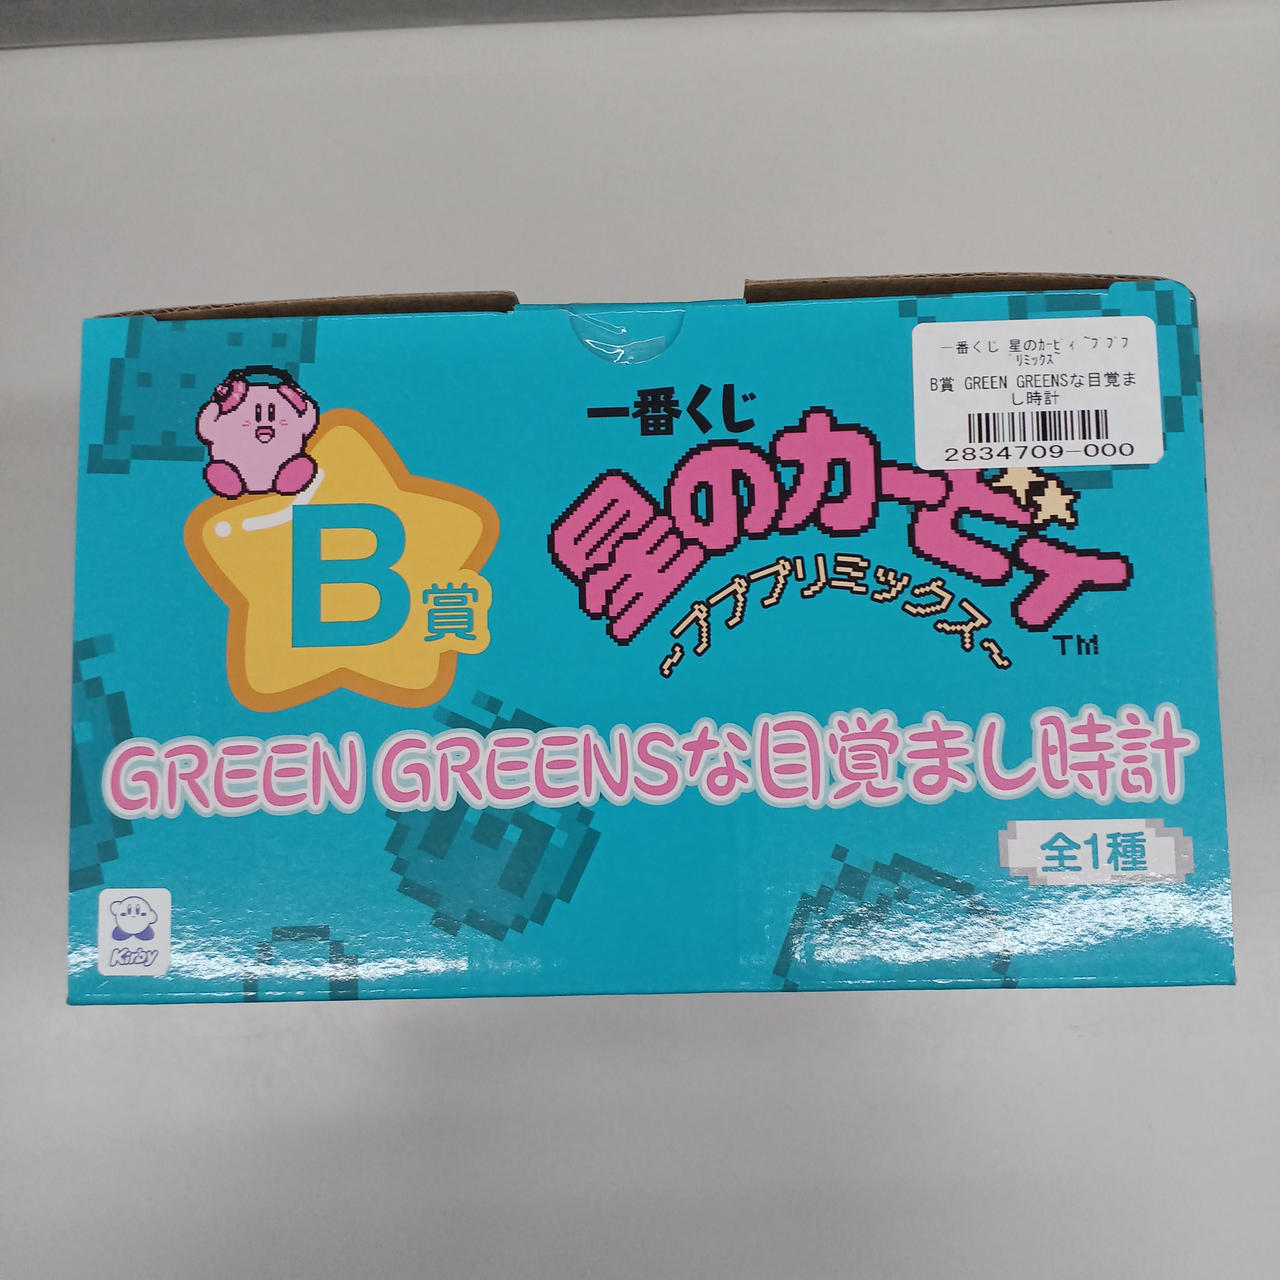 一番くじ 星のｶｰﾋﾞｨ ﾌﾟﾌﾟﾌﾟ
ﾘﾐｯｸｽ
B賞 GREEN GREENSな目覚ま
し時計
2834709-000
一番くじ
星のカービィ
～プププリミックス～
TM
B賞
GREEN GREENSな目覚まし時計
全1種
Kirby